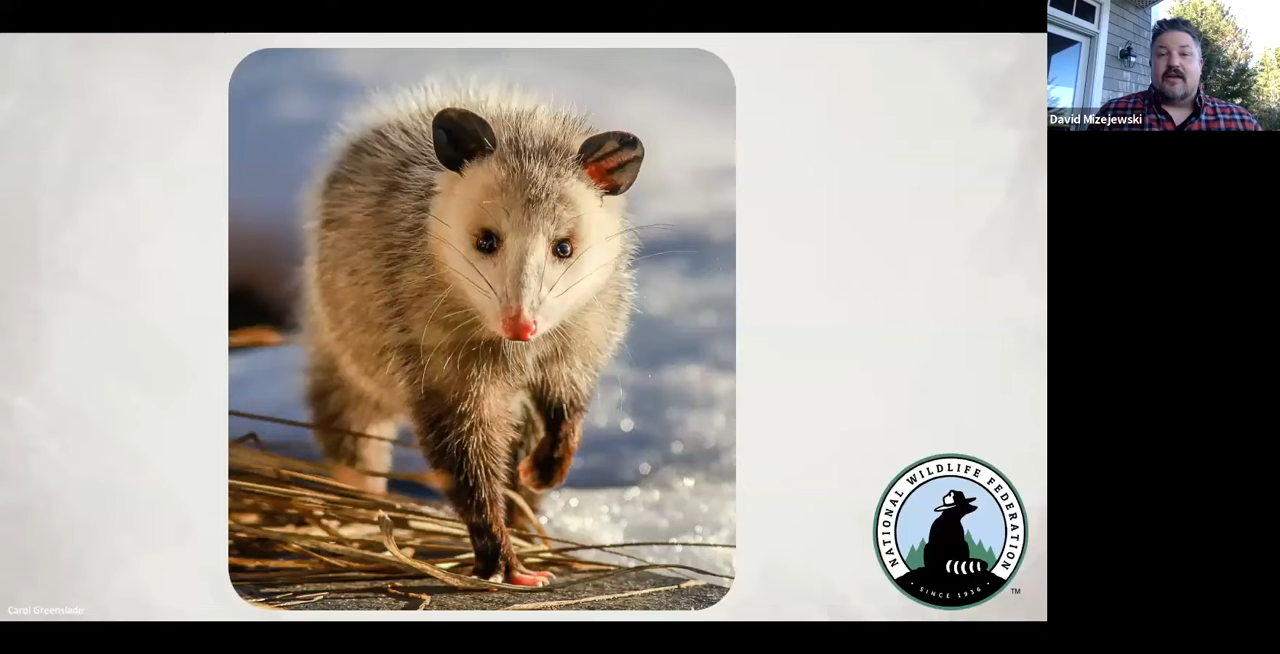 David Mizejewski
NATIONAL WILDLIFE FEDERATION
• SINCE 1936 •
TM
Carol Greenslade